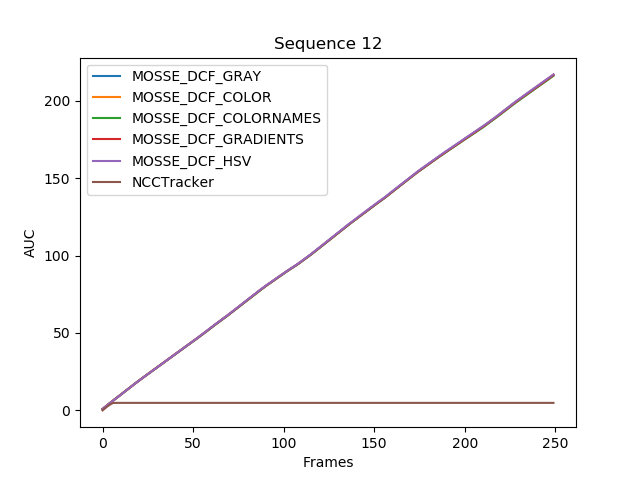 Sequence 12
MOSSE_DCF_GRAY
MOSSE_DCF_COLOR
MOSSE_DCF_COLORNAMES
MOSSE_DCF_GRADIENTS
MOSSE_DCF_HSV
NCCTracker
200
150
100
50
0
AUC
0 50 100 150 200 250
Frames